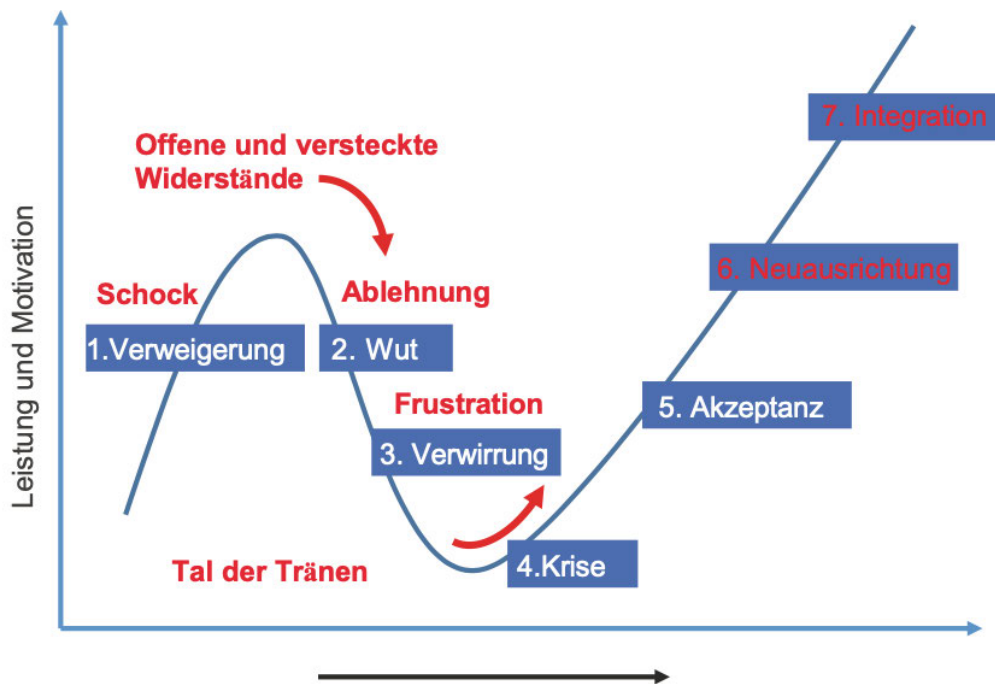 Offene und versteckte
Widerstände
Schock
Ablehnung
1.Verweigerung
2. Wut
Frustration
3. Verwirrung
Tal der Tränen
4.Krise
5. Akzeptanz
6. Neuausrichtung
7. Integration
Leistung und Motivation